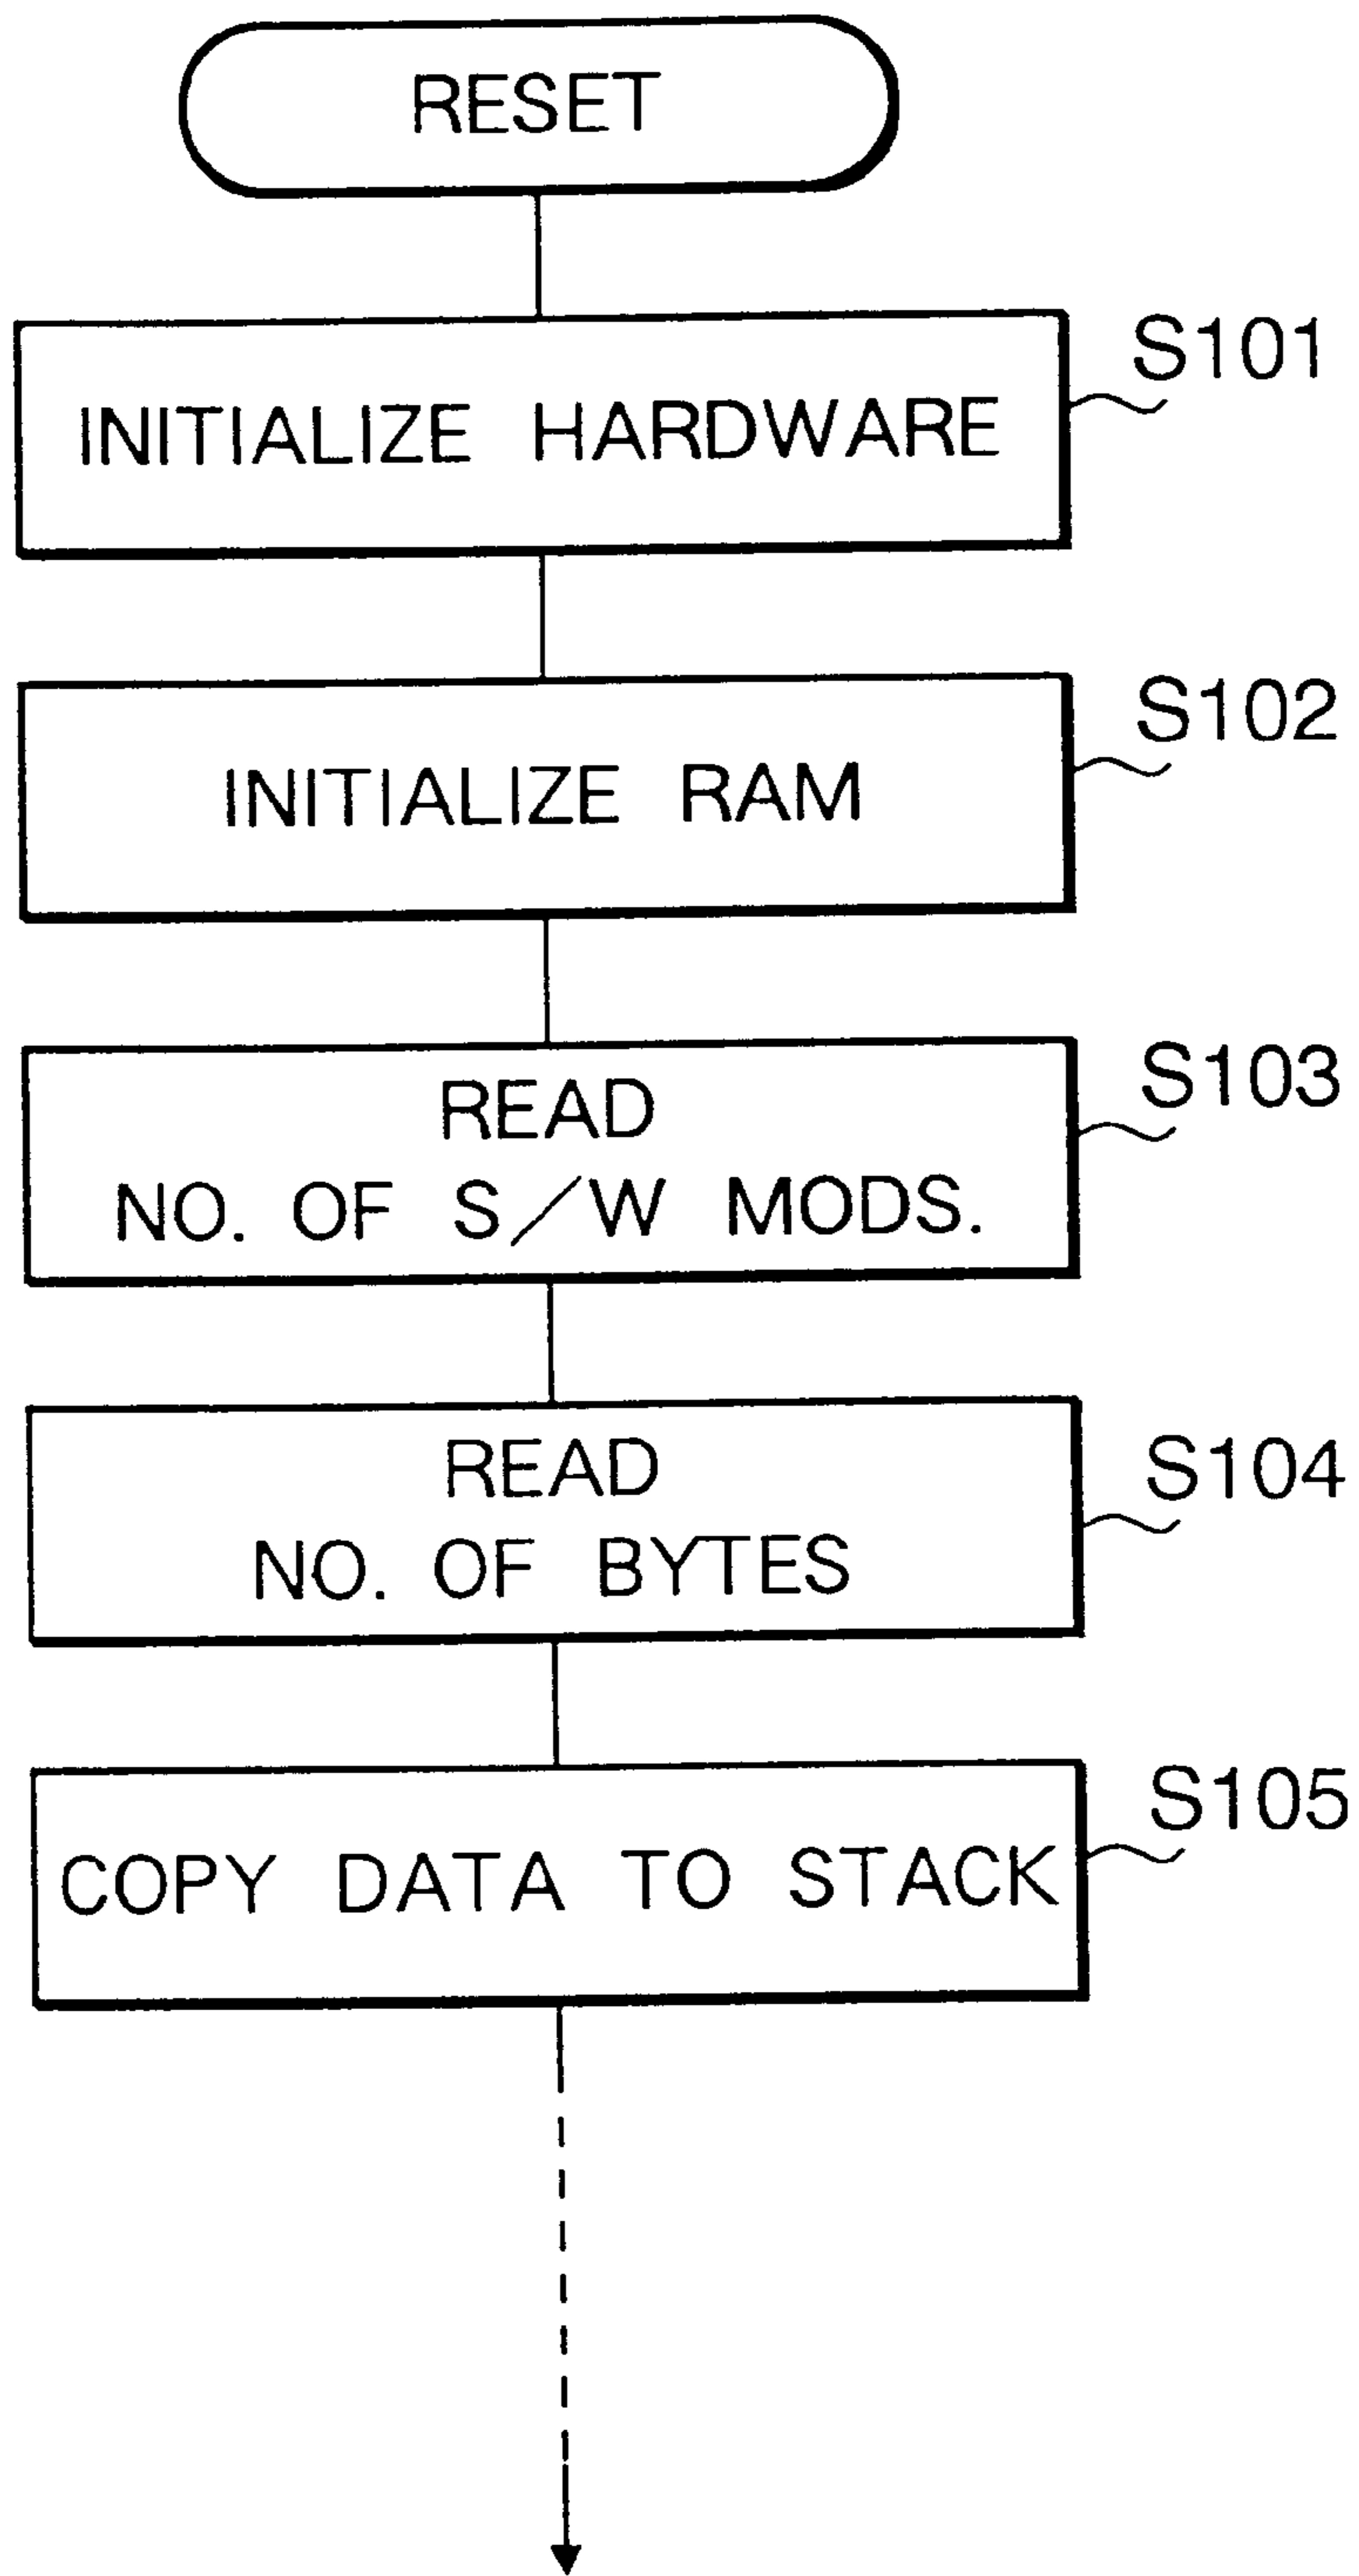 RESET
S101
INITIALIZE HARDWARE
S102
INITIALIZE RAM
S103
READ
NO. OF S/W MODS.
S104
READ
NO. OF BYTES
S105
COPY DATA TO STACK